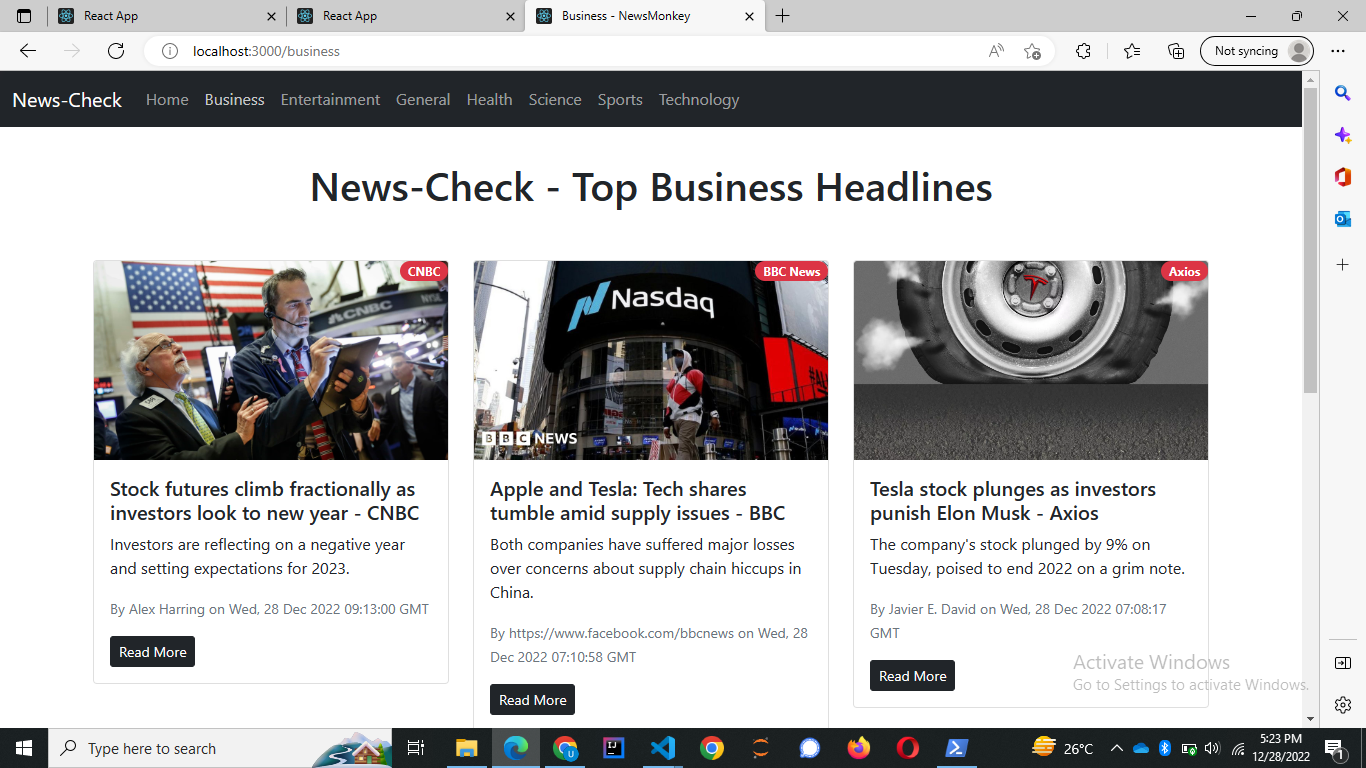 React App
React App
Business - NewsMonkey
localhost:3000/business
Not syncing
News-Check
Home
Business
Entertainment
General
Health
Science
Sports
Technology
News-Check - Top Business Headlines
CNBC
CNBC
NYSE
Stock futures climb fractionally as
investors look to new year - CNBC
Investors are reflecting on a negative year
and setting expectations for 2023.
By Alex Harring on Wed, 28 Dec 2022 09:13:00 GMT
Read More
BBC News
Nasdaq
BBC NEWS
Apple and Tesla: Tech shares
tumble amid supply issues - BBC
Both companies have suffered major losses
over concerns about supply chain hiccups in
China.
By https://www.facebook.com/bbcnews on Wed, 28
Dec 2022 07:10:58 GMT
Read More
Axios
Tesla stock plunges as investors
punish Elon Musk - Axios
The company's stock plunged by 9% on
Tuesday, poised to end 2022 on a grim note.
By Javier E. David on Wed, 28 Dec 2022 07:08:17
GMT
Read More
Activate Windows
Go to Settings to activate Windows.
Type here to search
26°C
5:23 PM
12/28/2022
1